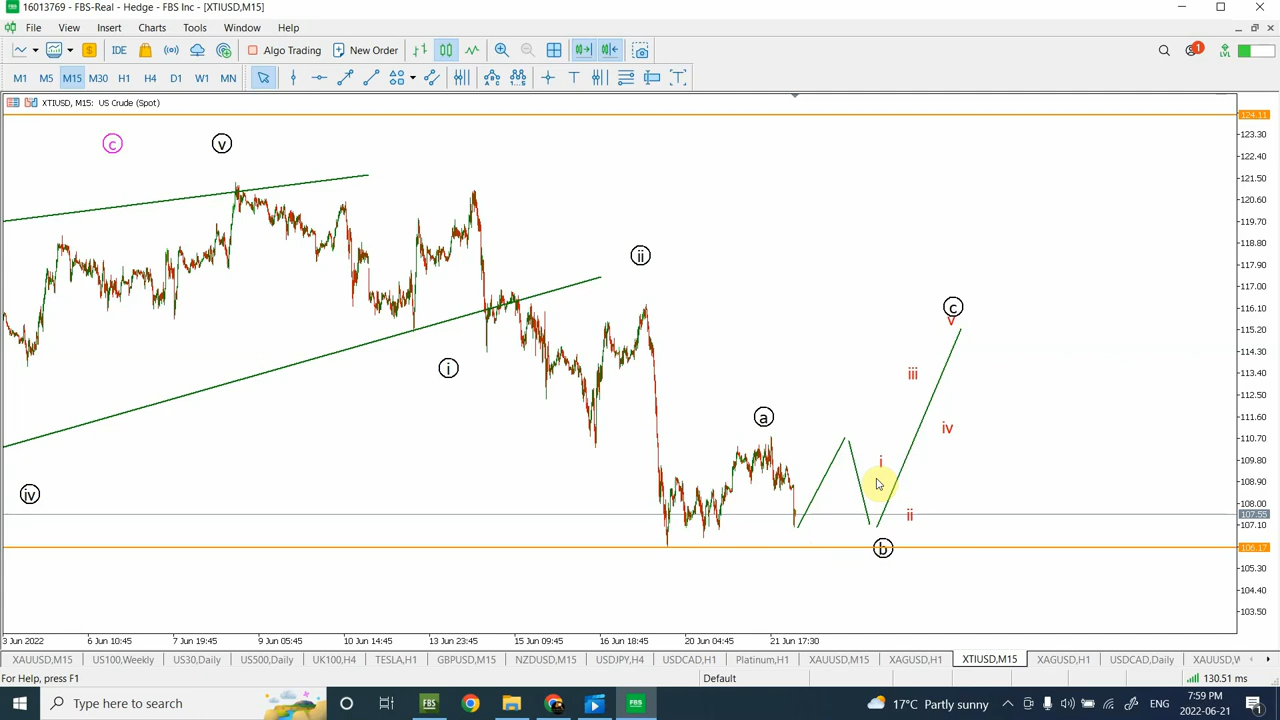 16013769 - FBS-Real - Hedge - FBS Inc - [XTIUSD,M15]
File View Insert Charts Tools Window Help
$ IDE Algo Trading New Order 1 LVL
M1 M5 M15 M30 H1 H4 D1 W1 MN T T
XTIUSD, M15: US Crude (Spot)
124.11
123.30
c v
122.40
121.50
120.60
119.70
118.80
ii
117.90
117.00
c
116.10
v
115.20
114.30
i iii
113.40
112.50
a
111.60
iv
110.70
i
109.80
108.90
iv
108.00
ii 107.55
107.10
b 106.17
105.30
104.40
103.50
3 Jun 2022 6 Jun 10:45 7 Jun 19:45 9 Jun 05:45 10 Jun 14:45 13 Jun 23:45 15 Jun 09:45 16 Jun 18:45 20 Jun 04:45 21 Jun 17:30
XAUUSD,M15 US100,Weekly US30,Daily US500,Daily UK100,H4 TESLA,H1 GBPUSD,M15 NZDUSD,M15 USDJPY,H4 USDCAD,H1 Platinum,H1 XAUUSD,M15 XAGUSD,H1 XTIUSD,M15 XAGUSD,H1 USDCAD,Daily XAUUSD,W
For Help, press F1 Default 130.51 ms
Type here to search FBS FBS 17°C Partly sunny ENG 7:59 PM
2022-06-21 1